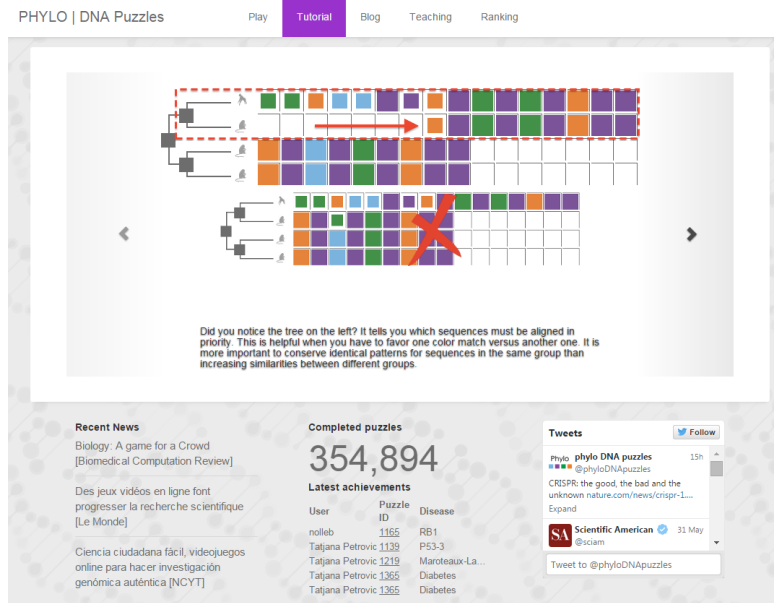 PHYLO | DNA Puzzles
Play
Tutorial
Blog
Teaching
Ranking
Did you notice the tree on the left? It tells you which sequences must be aligned in
priority. This is helpful when you have to favor one color match versus another one. It is
more important to conserve identical patterns for sequences in the same group than
increasing similarities between different groups.
Recent News
Biology: A game for a Crowd
[Biomedical Computation Review]
Des jeux vidéos en ligne font
progresser la recherche scientifique
[Le Monde]
Ciencia ciudadana fácil, videojuegos
online para hacer investigación
genómica auténtica [NCYT]
Completed puzzles
354,894
Latest achievements
User Puzzle ID Disease
nolleb 1165 RB1
Tatjana Petrovic 1139 P53-3
Tatjana Petrovic 1219 Maroteaux-La...
Tatjana Petrovic 1365 Diabetes
Tatjana Petrovic 1365 Diabetes
Tweets
Follow
Phylo
phylo DNA puzzles 15h
@phyloDNApuzzles
CRISPR: the good, the bad and the
unknown nature.com/news/crispr-1....
Expand
SA
Scientific American 31 May
@sciam
Tweet to @phyloDNApuzzles